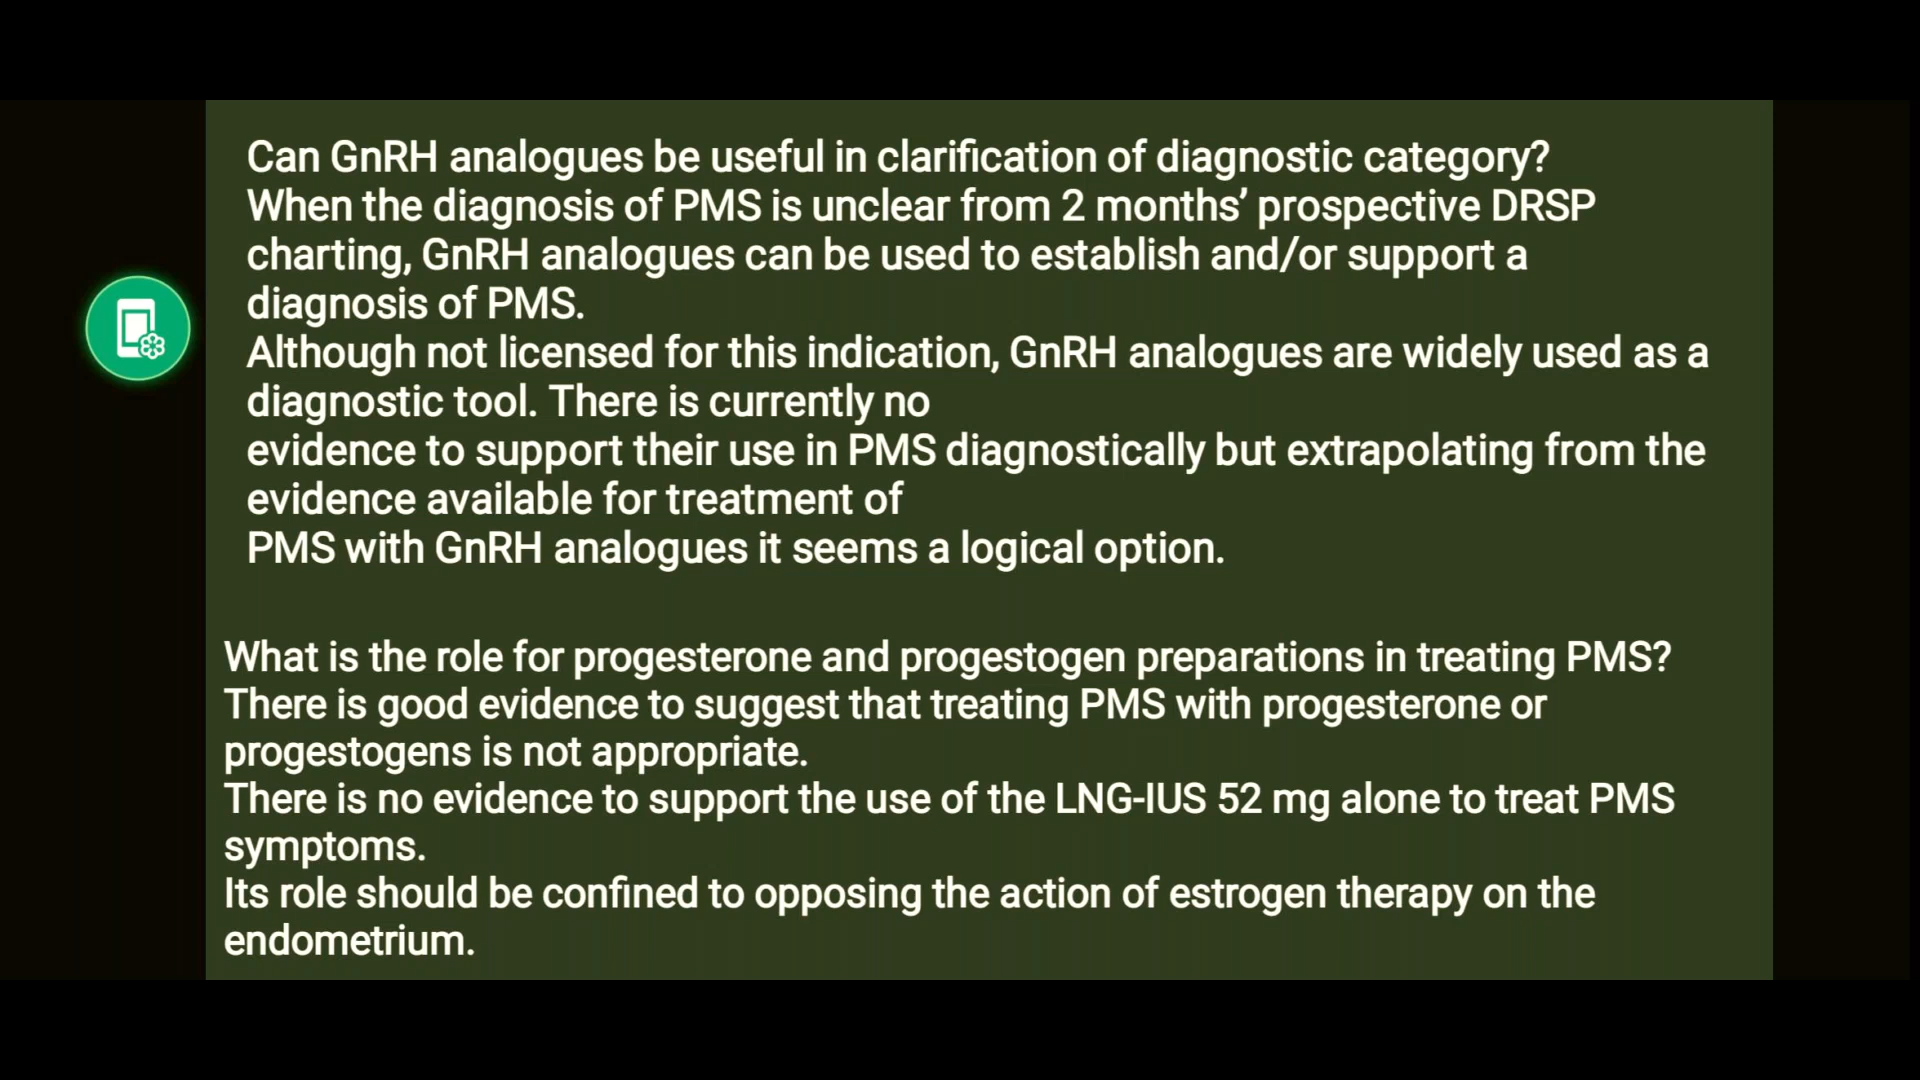 Can GnRH analogues be useful in clarification of diagnostic category?
When the diagnosis of PMS is unclear from 2 months’ prospective DRSP
charting, GnRH analogues can be used to establish and/or support a
diagnosis of PMS.
Although not licensed for this indication, GnRH analogues are widely used as a
diagnostic tool. There is currently no
evidence to support their use in PMS diagnostically but extrapolating from the
evidence available for treatment of
PMS with GnRH analogues it seems a logical option.
What is the role for progesterone and progestogen preparations in treating PMS?
There is good evidence to suggest that treating PMS with progesterone or
progestogens is not appropriate.
There is no evidence to support the use of the LNG-IUS 52 mg alone to treat PMS
symptoms.
Its role should be confined to opposing the action of estrogen therapy on the
endometrium.